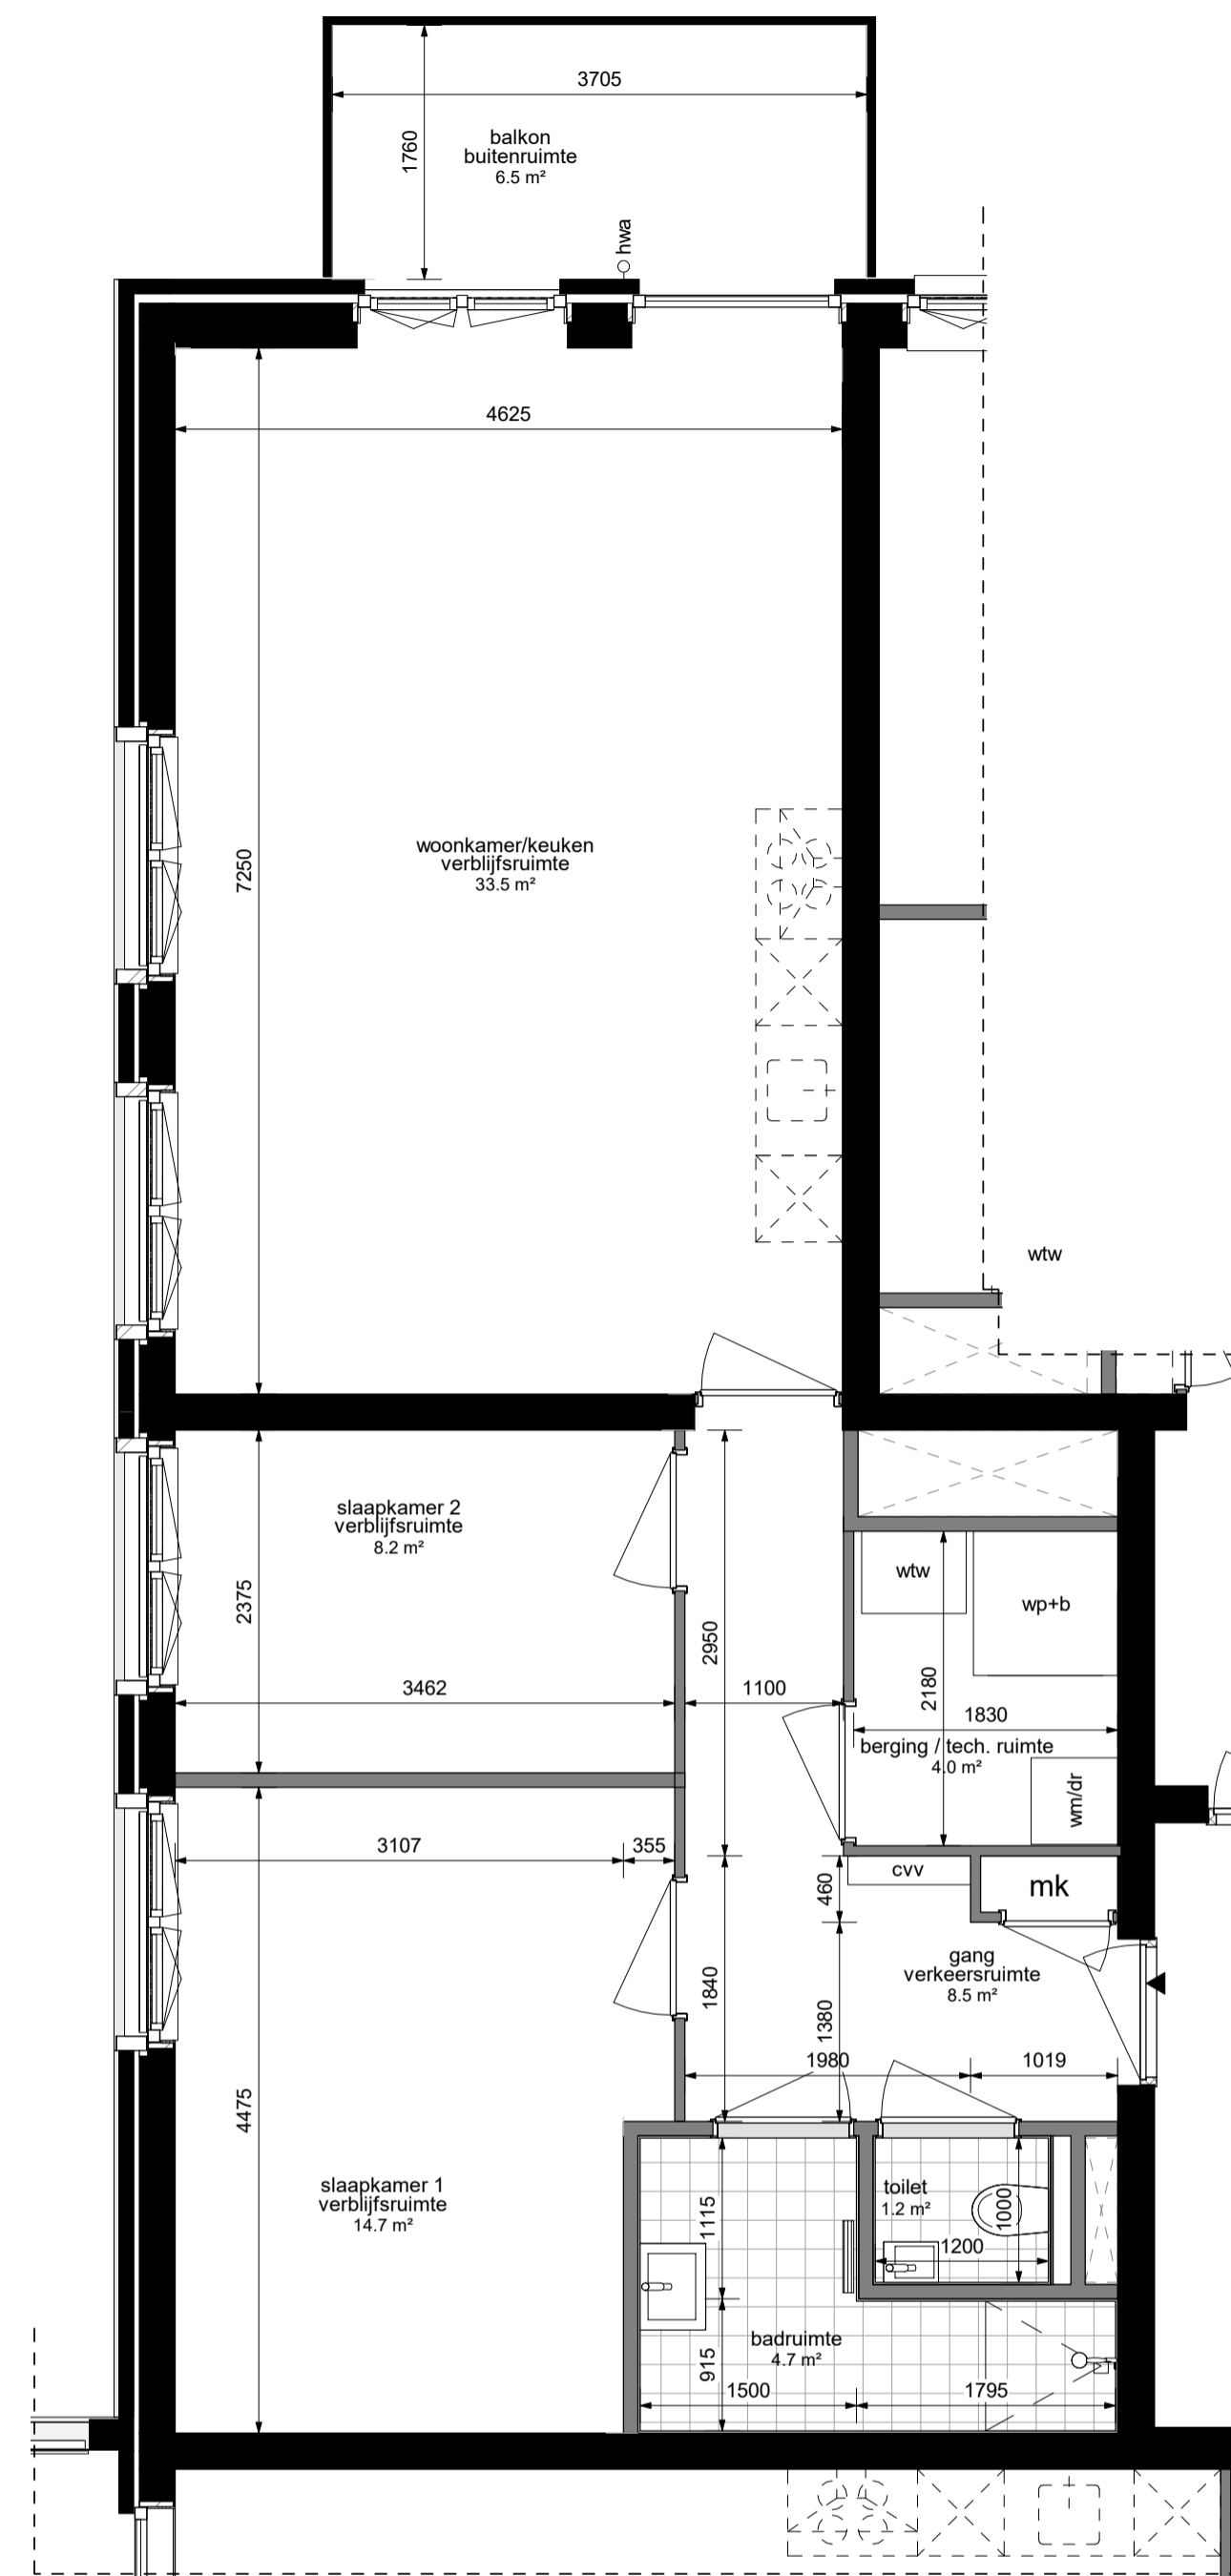 3705
1760
balkon
buitenruimte
6.5 m²
hwa
4625
7250
woonkamer/keuken
verblijfsruimte
33.5 m²
wtw
slaapkamer 2
verblijfsruimte
8.2 m²
2375
3462
2950
1100
wtw
wp+b
2180
1830
berging / tech. ruimte
4.0 m²
wm/dr
3107
355
cvv
mk
460
1840
1380
gang
verkeersruimte
8.5 m²
1980
1019
4475
slaapkamer 1
verblijfsruimte
14.7 m²
1115
toilet
1.2 m²
1000
1200
badruimte
4.7 m²
915
1500
1795